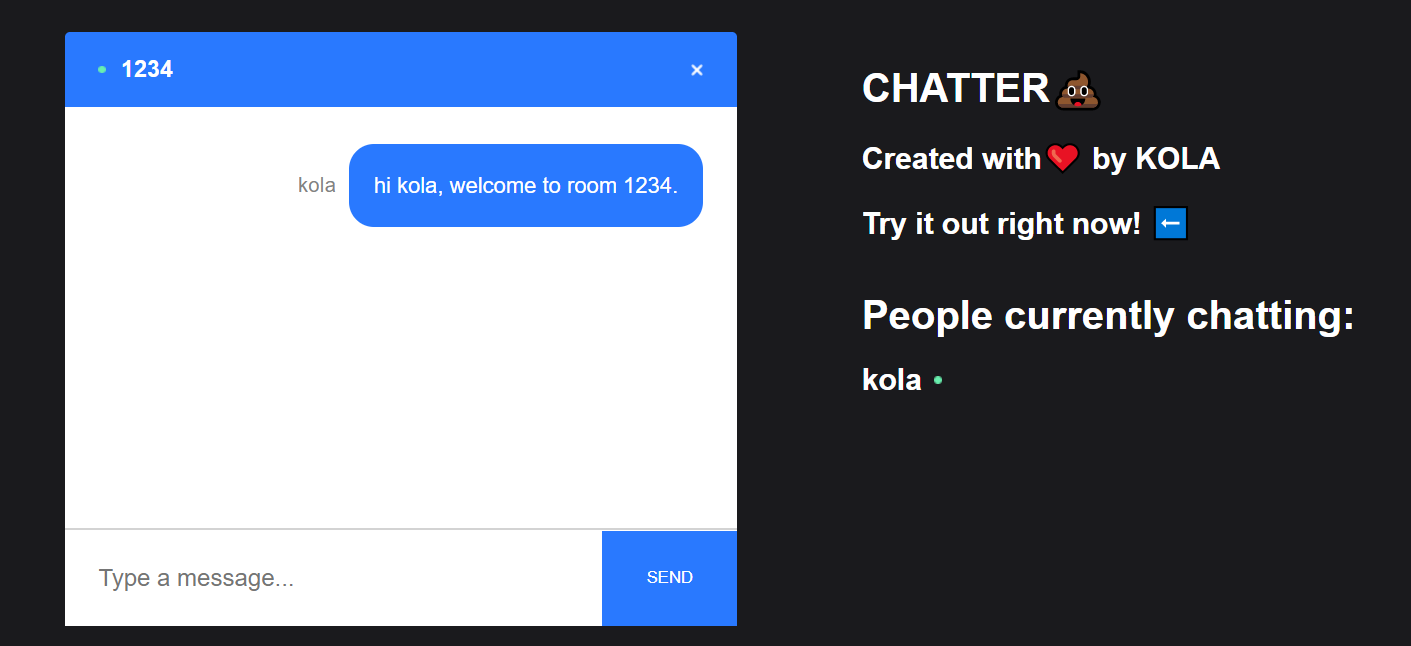 1234
kola
hi kola, welcome to room 1234.
Type a message...
SEND
CHATTER💩
Created with❤️ by KOLA
Try it out right now! ⬅️
People currently chatting:
kola